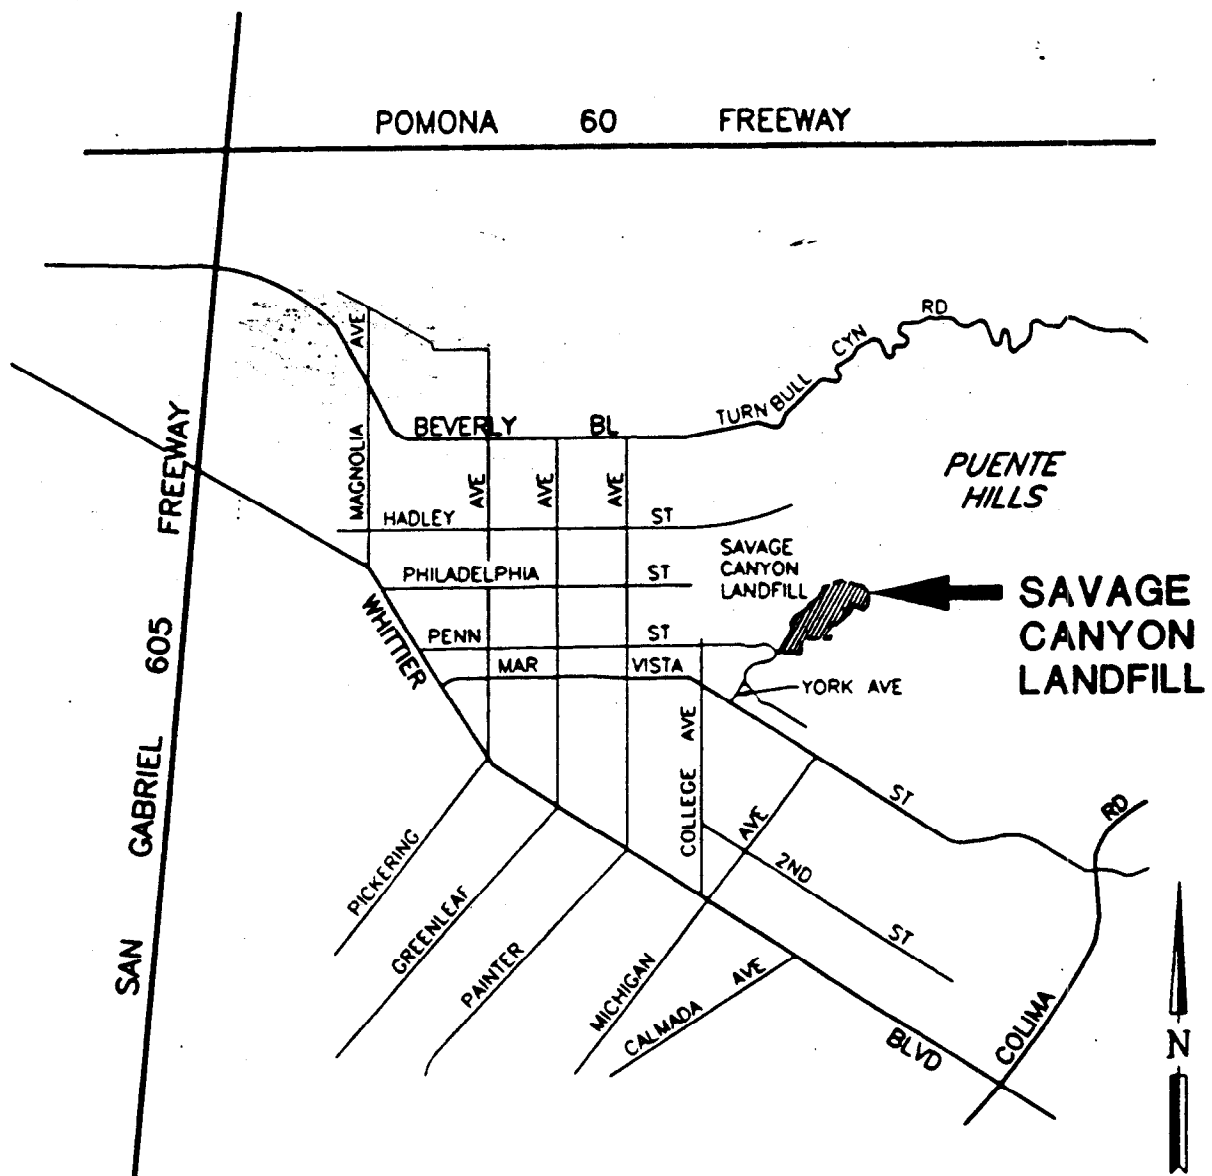 POMONA 60 FREEWAY
SAN GABRIEL 605 FREEWAY
MAGNOLIA AVE
TURNBULL CYN RD
BEVERLY BL
PUENTE
HILLS
AVE
AVE
AVE
HADLEY ST
SAVAGE
CANYON
LANDFILL
PHILADELPHIA ST
SAVAGE
CANYON
LANDFILL
WHITTIER BLVD
PENN ST
MAR VISTA ST
YORK AVE
COLLEGE AVE
PICKERING
GREENLEAF
PAINTER
MICHIGAN AVE
CALMADA AVE
2ND ST
COLIMA RD
N